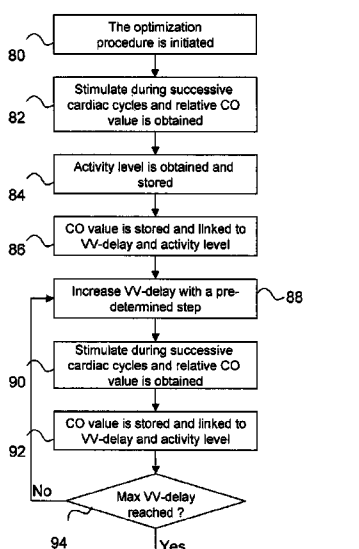 The optimization
procedure is initiated
80
Stimulate during successive
cardiac cycles and relative CO
value is obtained
82
Activity level is obtained and
stored
84
CO value is stored and linked to
VV-delay and activity level
86
Increase VV-delay with a pre-
determined step
88
Stimulate during successive
cardiac cycles and relative CO
value is obtained
90
CO value is stored and linked to
VV-delay and activity level
92
No
Max VV-delay
reached ?
94
Yes